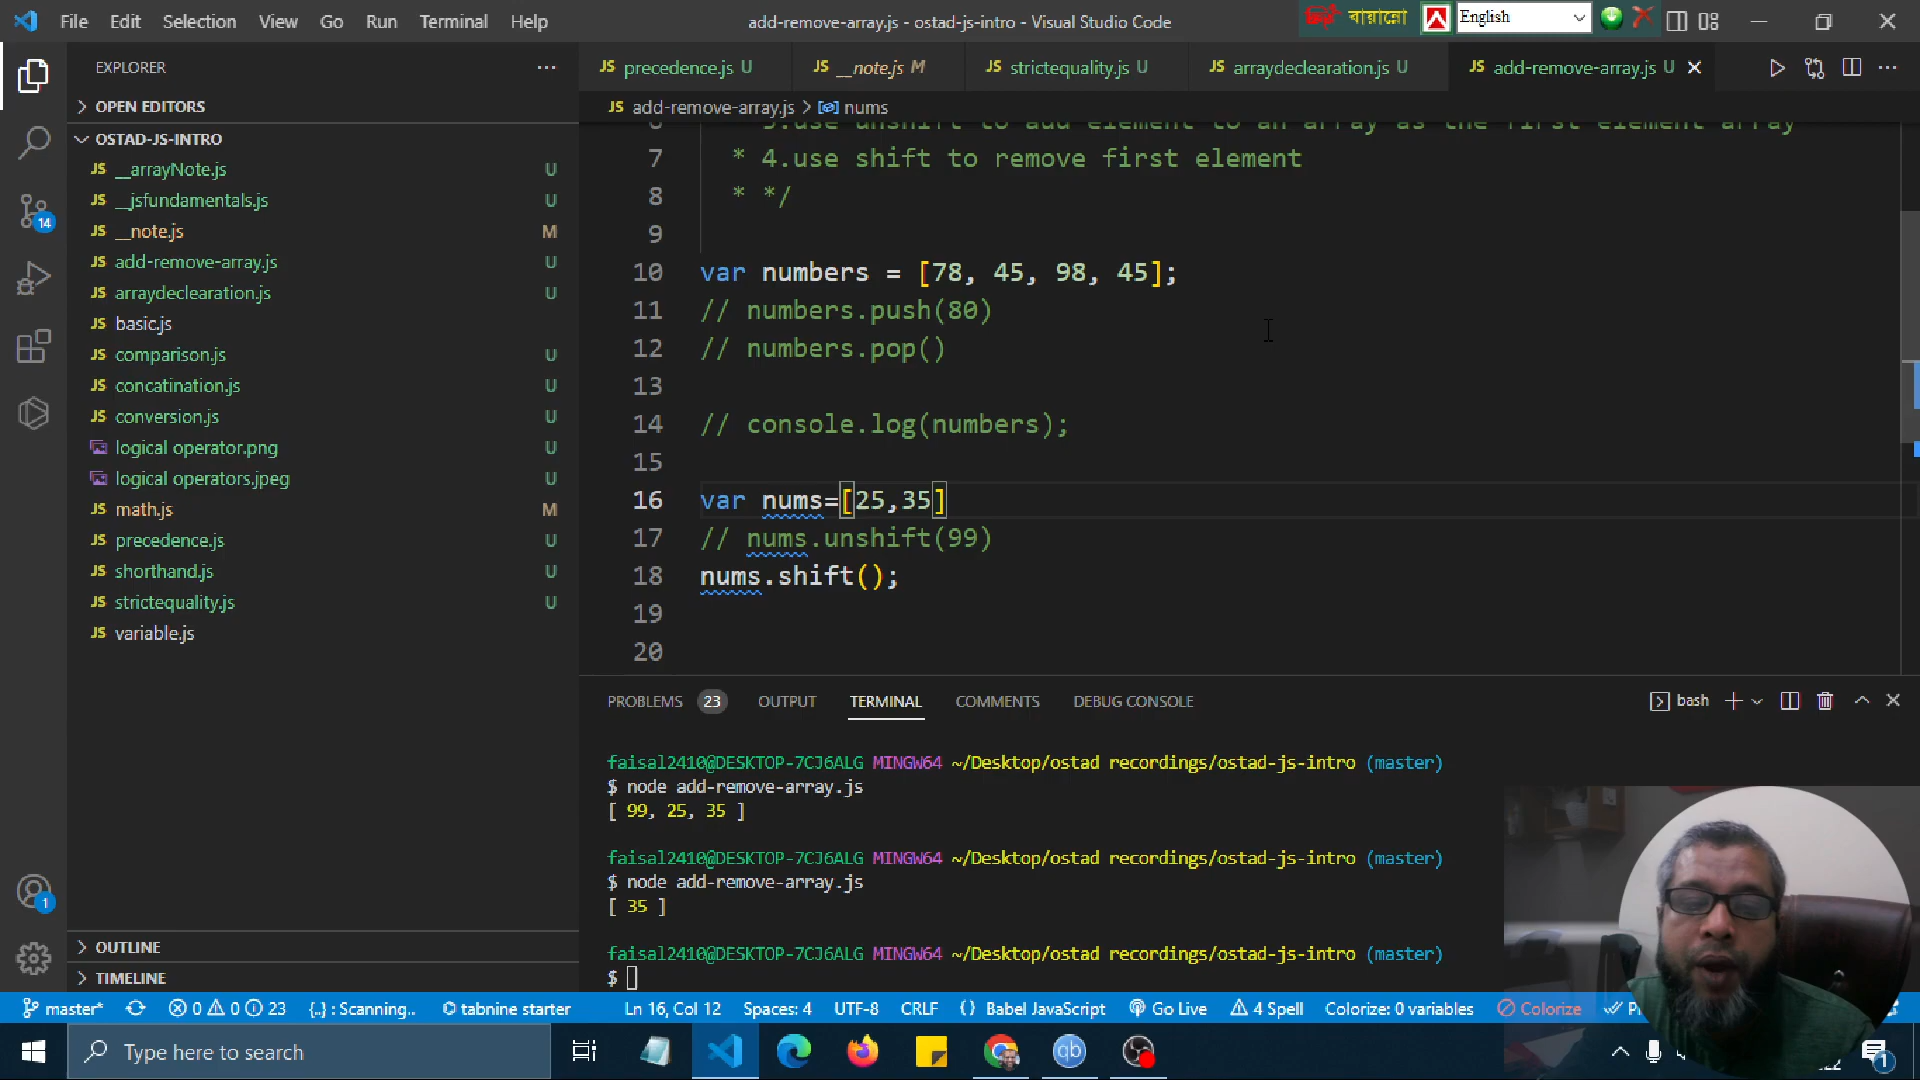 File Edit Selection View Go Run Terminal Help
add-remove-array.js - ostad-js-intro - Visual Studio Code
বায়ান্নো
English
EXPLORER
OPEN EDITORS
OSTAD-JS-INTRO
JS __arrayNote.js U
JS __jsfundamentals.js U
JS __note.js M
JS add-remove-array.js U
JS arraydeclearation.js U
JS basic.js
JS comparison.js U
JS concatination.js U
JS conversion.js U
logical operator.png U
logical operators.jpeg U
JS math.js M
JS precedence.js U
JS shorthand.js U
JS strictequality.js U
JS variable.js
OUTLINE
TIMELINE
14
1
JS precedence.js U JS __note.js M JS strictequality.js U JS arraydeclearation.js U JS add-remove-array.js U
JS add-remove-array.js > nums
3.use unshift to add element to an array as the first element array
7 * 4.use shift to remove first element
8 * */
9
10 var numbers = [78, 45, 98, 45];
11 // numbers.push(80)
12 // numbers.pop()
13
14 // console.log(numbers);
15
16 var nums=[25,35]
17 // nums.unshift(99)
18 nums.shift();
19
20
PROBLEMS 23 OUTPUT TERMINAL COMMENTS DEBUG CONSOLE
bash
faisal2410@DESKTOP-7CJ6ALG MINGW64 ~/Desktop/ostad recordings/ostad-js-intro (master)
$ node add-remove-array.js
[ 99, 25, 35 ]
faisal2410@DESKTOP-7CJ6ALG MINGW64 ~/Desktop/ostad recordings/ostad-js-intro (master)
$ node add-remove-array.js
[ 35 ]
faisal2410@DESKTOP-7CJ6ALG MINGW64 ~/Desktop/ostad recordings/ostad-js-intro (master)
$
master* 0 0 23 {..} : Scanning.. tabnine starter Ln 16, Col 12 Spaces: 4 UTF-8 CRLF Babel JavaScript Go Live 4 Spell Colorize: 0 variables Colorize
Type here to search
qb
1